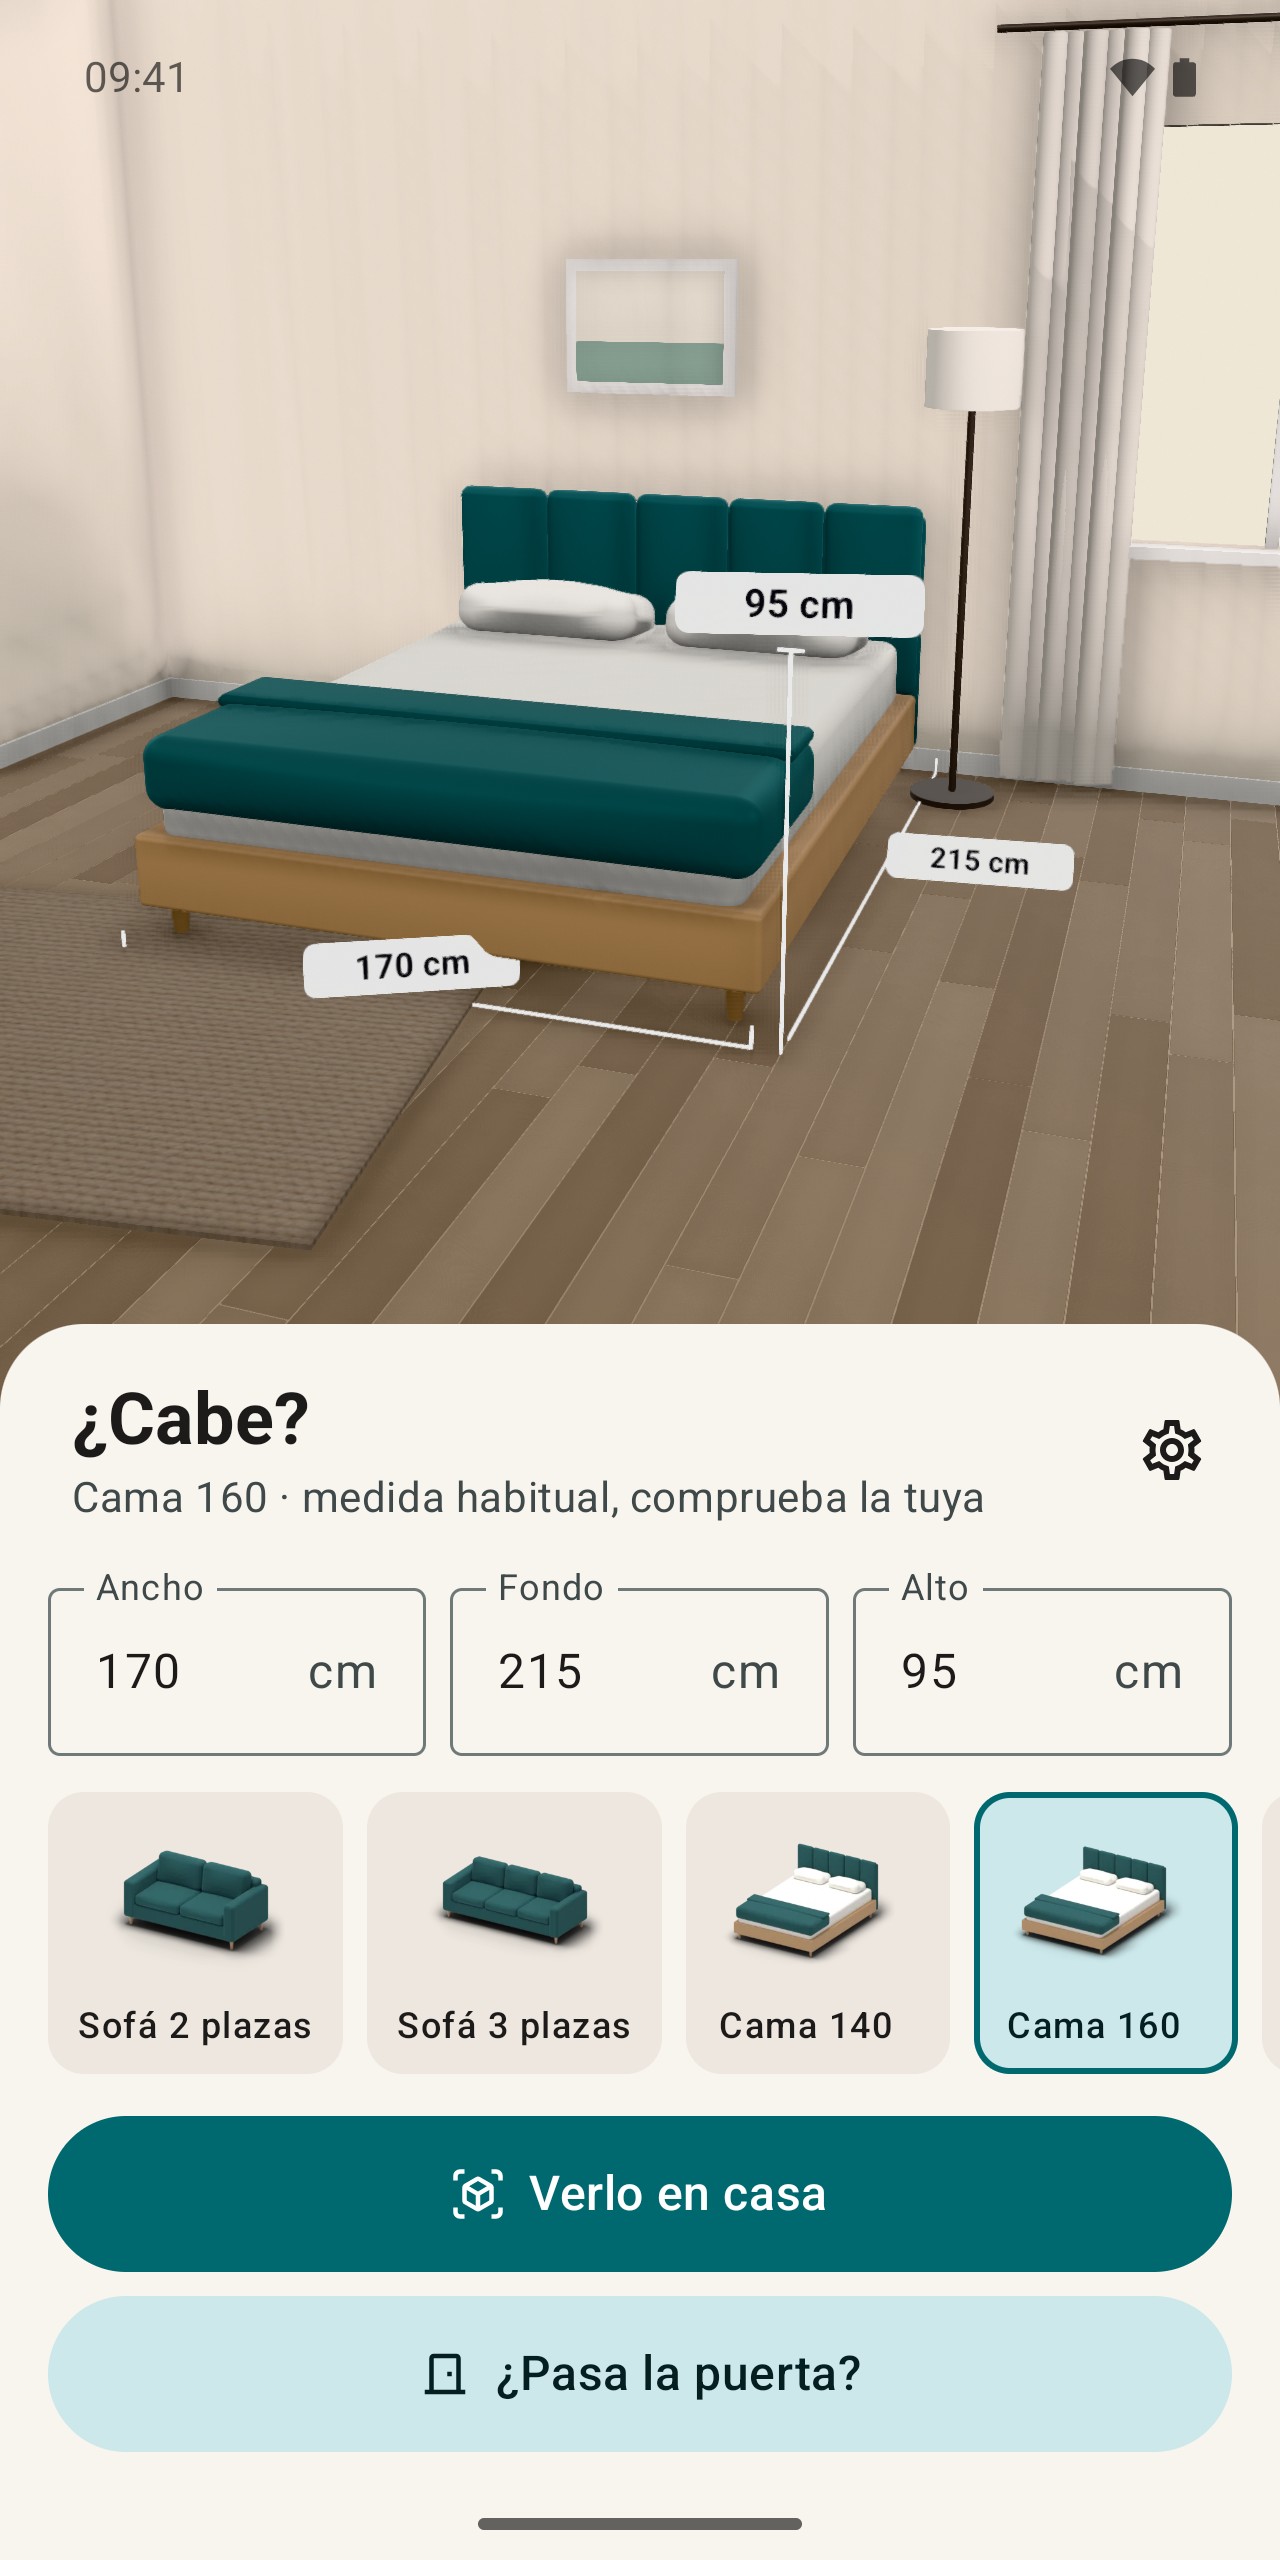 09:41
95 cm
215 cm
170 cm
¿Cabe?
Cama 160 · medida habitual, comprueba la tuya
Ancho
Fondo
Alto
170 cm
215 cm
95 cm
Sofá 2 plazas
Sofá 3 plazas
Cama 140
Cama 160
Verlo en casa
¿Pasa la puerta?